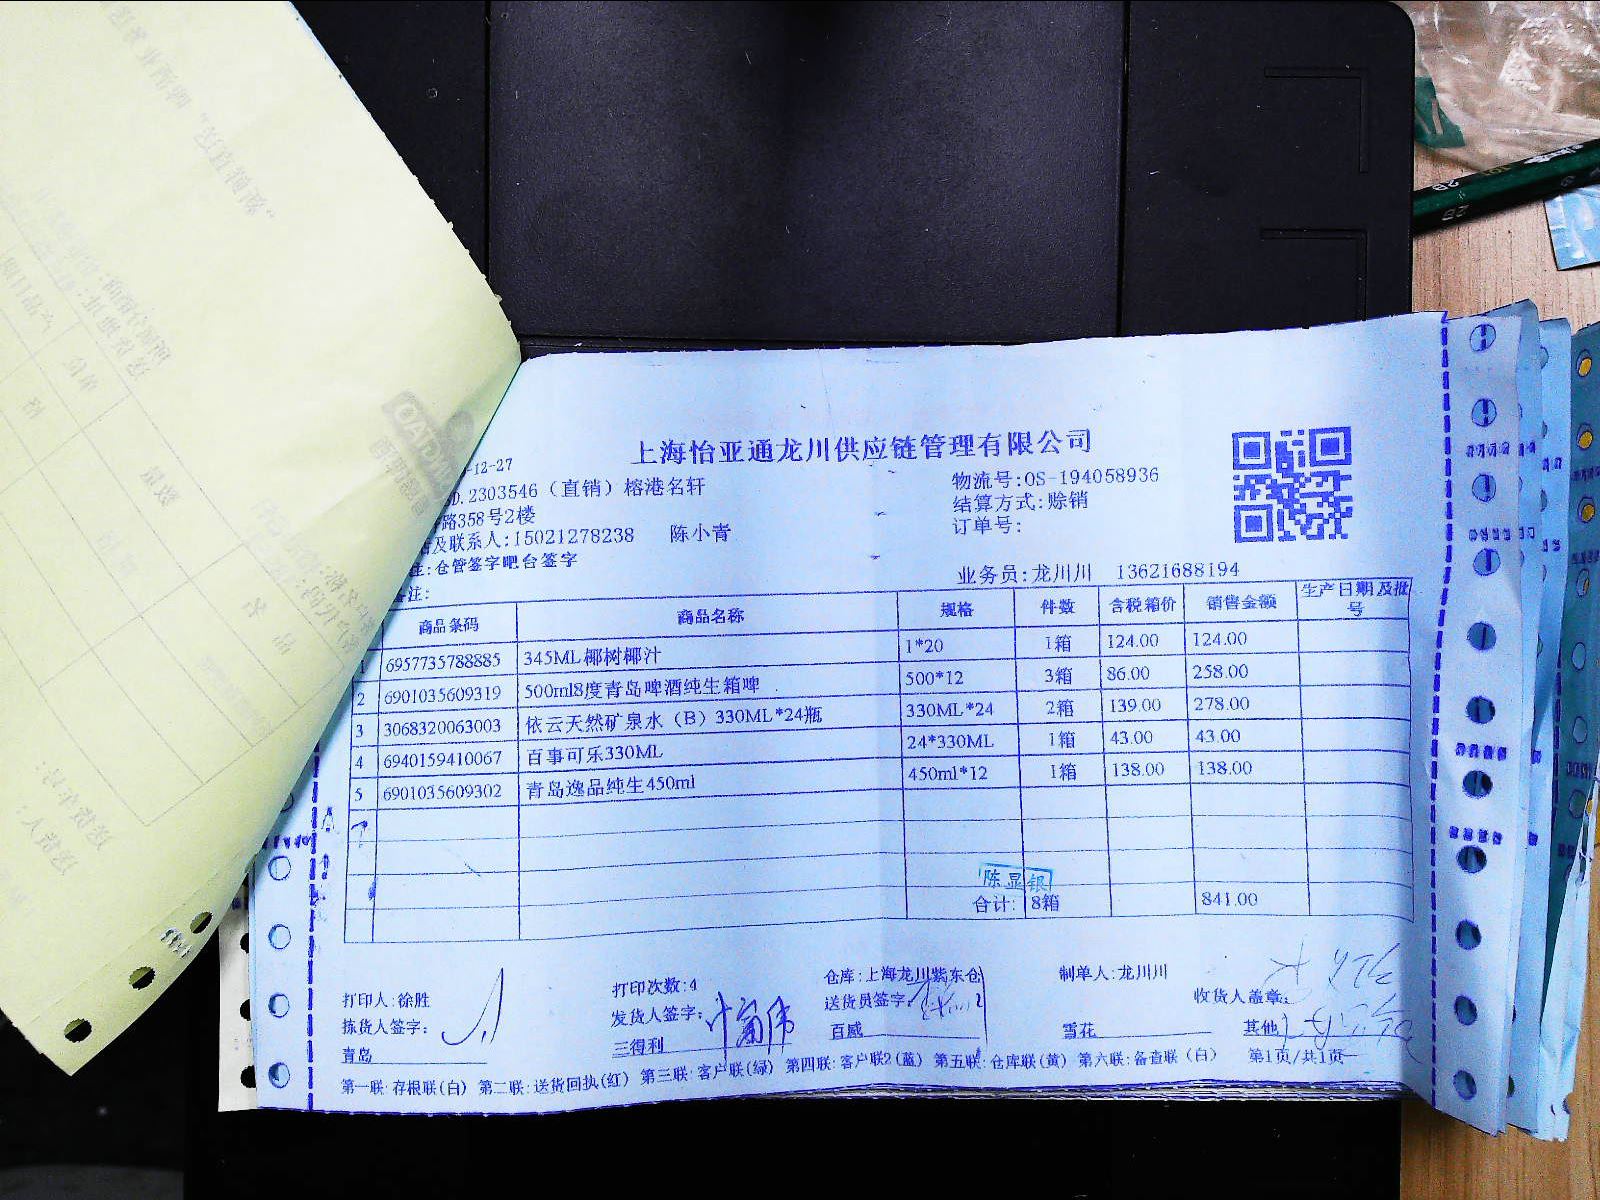 上海怡亚通龙川供应链管理有限公司
-12-27
D.2303546（直销）榕港名轩
物流号:OS-194058936
路358号2楼
结算方式:赊销
及联系人:15021278238 陈小青
订单号:
注:仓管签字吧台签字
业务员:龙川川 13621688194
注:
商品条码 商品名称 规格 件数 含税箱价 销售金额 生产日期及批号
1 6957735788885 345ML椰树椰汁 1*20 1箱 124.00 124.00
2 6901035609319 500ml8度青岛啤酒纯生箱啤 500*12 3箱 86.00 258.00
3 3068320063003 依云天然矿泉水（B）330ML*24瓶 330ML*24 2箱 139.00 278.00
4 6940159410067 百事可乐330ML 24*330ML 1箱 43.00 43.00
5 6901035609302 青岛逸品纯生450ml 450ml*12 1箱 138.00 138.00
陈显银
合计: 8箱 841.00
打印人:徐胜 打印次数:4 仓库:上海龙川紫东仓 制单人:龙川川
拣货人签字: 发货人签字: 送货员签字: 收货人盖章:
青岛 三得利 百威 雪花 其他
第一联:存根联(白) 第二联:送货回执(红) 第三联:客户联(绿) 第四联:客户联2(蓝) 第五联:仓库联(黄) 第六联:备查联(白) 第1页/共1页